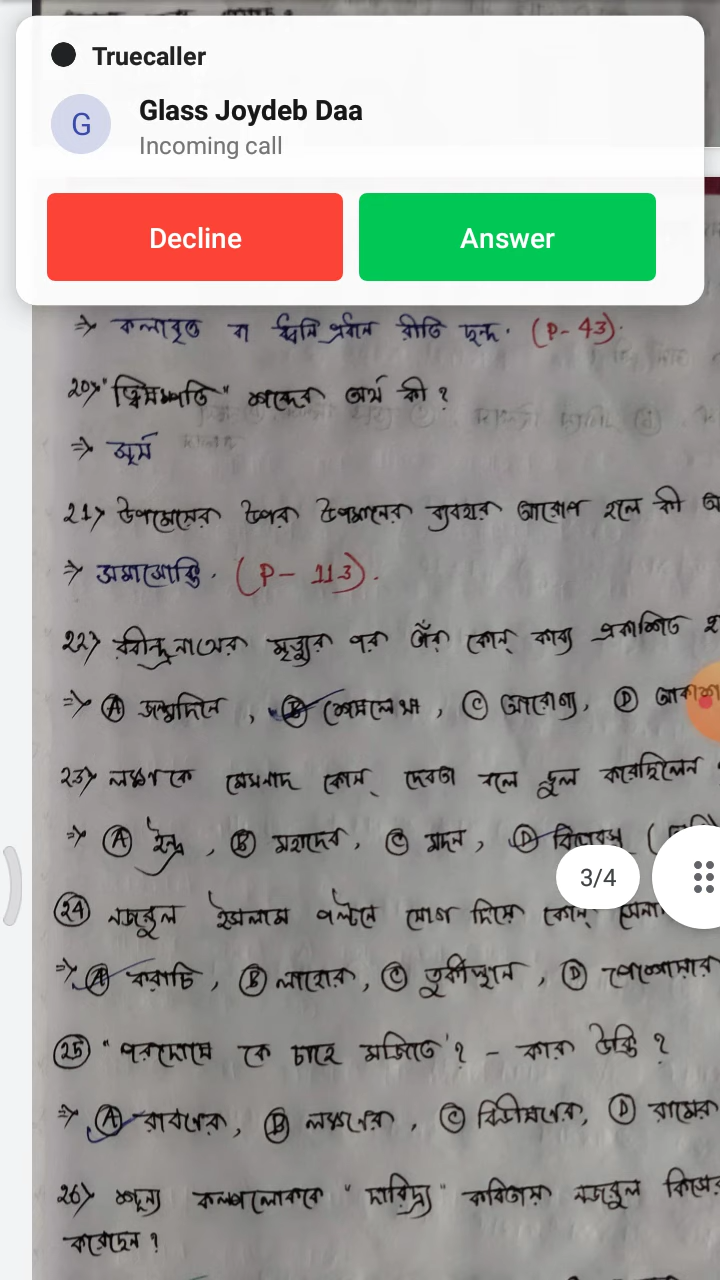 Truecaller
G
Glass Joydeb Daa
Incoming call
Decline Answer
⇒ কলাবৃত্ত বা ধ্বনি প্রধান রীতি ছন্দ. (P- 43).
20> "ত্বিষাম্পতি" শব্দের অর্থ কী?
⇒ সূর্য
21> উপমেয়ের উপর উপমানের ব্যবহার আরোপ হলে কী
⇒ সমাসোক্তি. (P- 113).
22> রবীন্দ্রনাথের মৃত্যুর পর তাঁর কোন্ কাব্য প্রকাশিত
⇒ Ⓐ জন্মদিনে, Ⓑ শেষলেখা, Ⓒ আরোগ্য, Ⓓ
23> লক্ষ্মণকে মেঘনাদ কোন্ দেবতা বলে ভুল করেছিলেন
⇒ Ⓐ ইন্দ্র, Ⓑ মহাদেব, Ⓒ মদন, Ⓓ বিভাবসু
3/4
24 নজরুল ইসলাম পল্টনে যোগ দিয়ে কোন্
⇒ Ⓐ করাচি, Ⓑ লাহোর, Ⓒ তুর্কীস্থান, Ⓓ পেশোয়ার
25 "পরদোষে কে চাহে মজিতে"? - কার উক্তি?
⇒ Ⓐ রাবণের, Ⓑ লক্ষ্মণের, Ⓒ বিভীষণের, Ⓓ রামের
26> শূন্য কলালোককে "দারিদ্র্য" কবিতায় নজরুল কিসের
করেছেন?